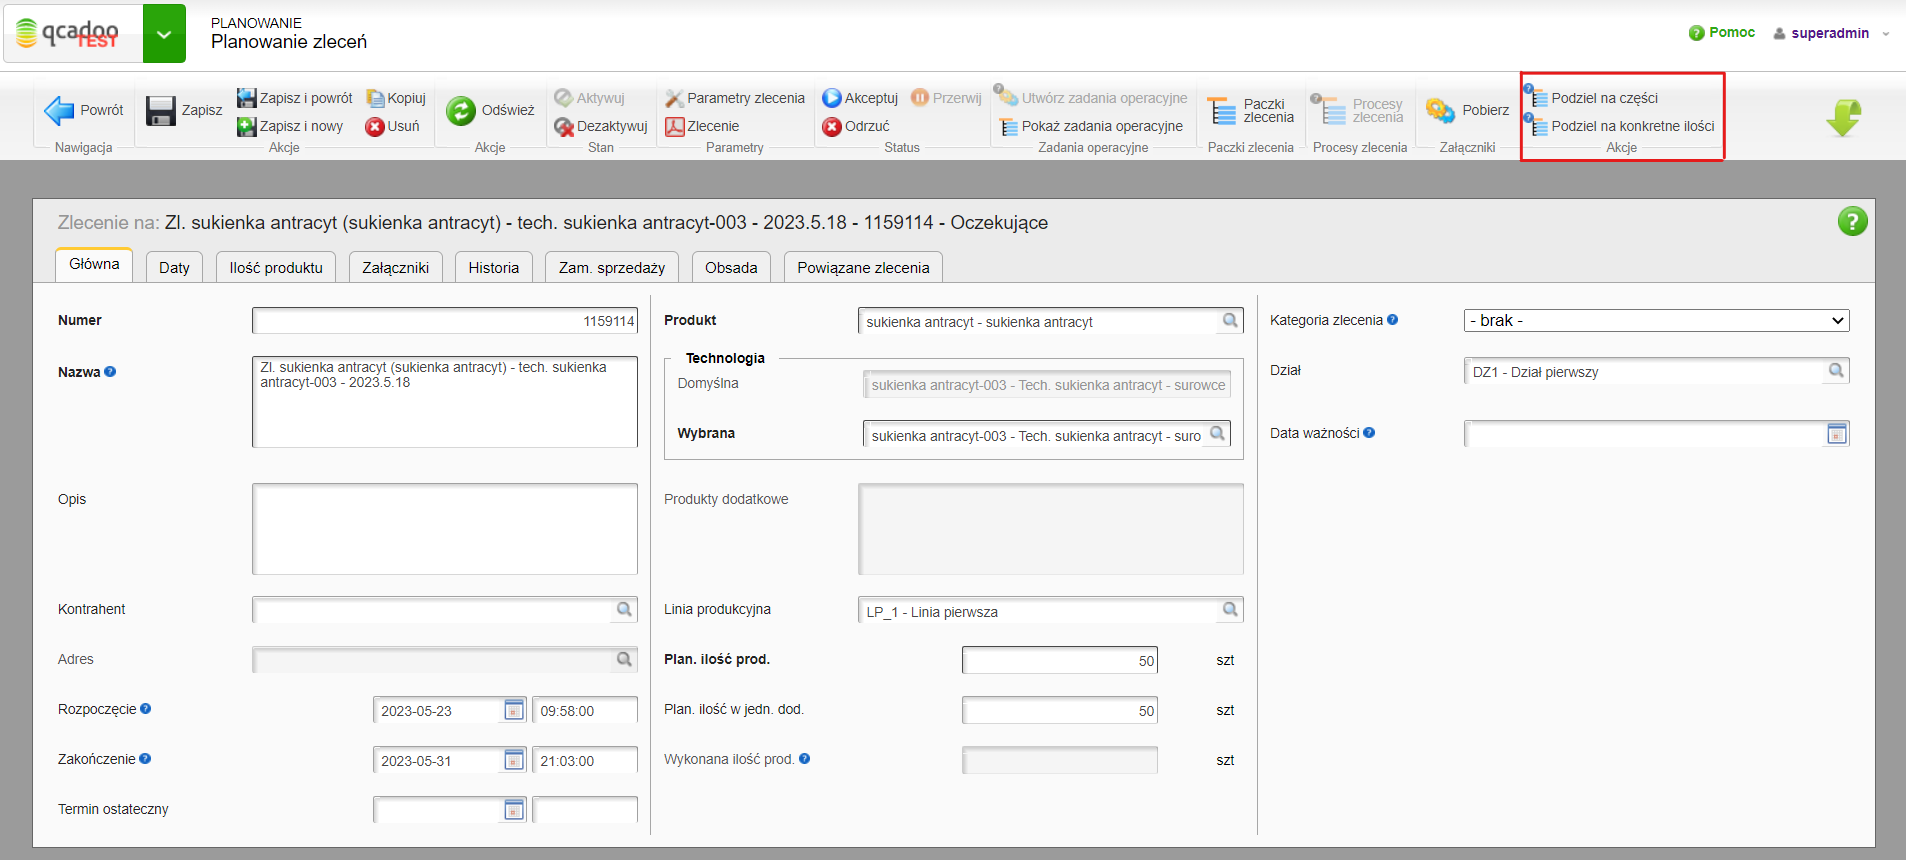 qcadoo
TEST
PLANOWANIE
Planowanie zleceń
Pomoc
superadmin
Powrót
Nawigacja
Zapisz
Zapisz i powrót
Kopiuj
Zapisz i nowy
Usuń
Akcje
Odśwież
Akcje
Aktywuj
Dezaktywuj
Stan
Parametry zlecenia
Zlecenie
Parametry
Akceptuj
Przerwij
Odrzuć
Status
Utwórz zadania operacyjne
Pokaż zadania operacyjne
Zadania operacyjne
Paczki
zlecenia
Paczki zlecenia
Procesy
zlecenia
Procesy zlecenia
Pobierz
Załączniki
Podziel na części
Podziel na konkretne ilości
Akcje
Zlecenie na: Zl. sukienka antracyt (sukienka antracyt) - tech. sukienka antracyt-003 - 2023.5.18 - 1159114 - Oczekujące
Główna
Daty
Ilość produktu
Załączniki
Historia
Zam. sprzedaży
Obsada
Powiązane zlecenia
Numer
1159114
Nazwa
Zl. sukienka antracyt (sukienka antracyt) - tech. sukienka
antracyt-003 - 2023.5.18
Opis
Kontrahent
Adres
Rozpoczęcie
2023-05-23
09:58:00
Zakończenie
2023-05-31
21:03:00
Termin ostateczny
Produkt
sukienka antracyt - sukienka antracyt
Technologia
Domyślna
sukienka antracyt-003 - Tech. sukienka antracyt - surowce
Wybrana
sukienka antracyt-003 - Tech. sukienka antracyt - suro
Produkty dodatkowe
Linia produkcyjna
LP_1 - Linia pierwsza
Plan. ilość prod.
50
szt
Plan. ilość w jedn. dod.
50
szt
Wykonana ilość prod.
szt
Kategoria zlecenia
- brak -
Dział
DZ1 - Dział pierwszy
Data ważności